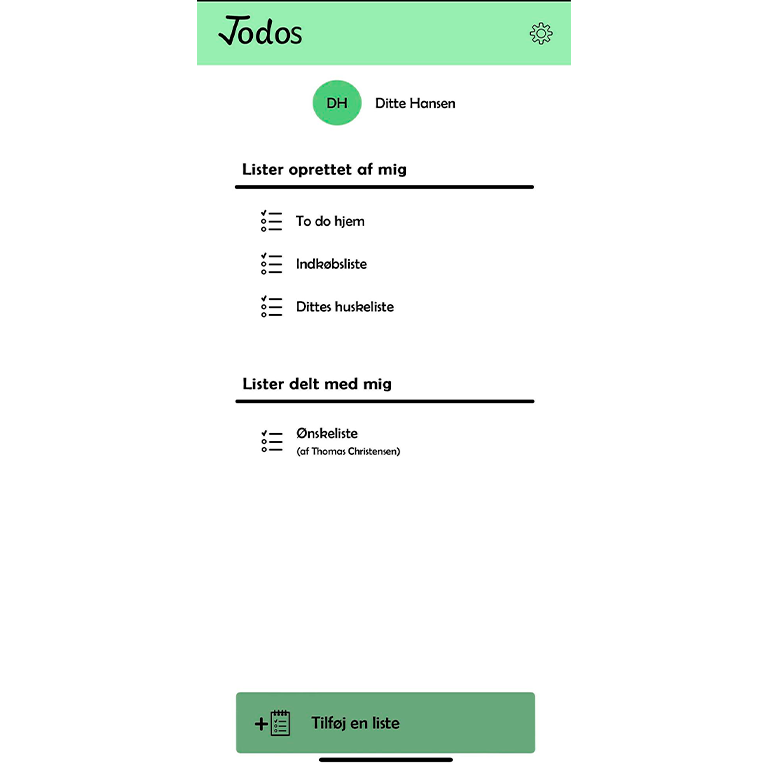 Todos
DH
Ditte Hansen
Lister oprettet af mig
To do hjem
Indkøbsliste
Dittes huskeliste
Lister delt med mig
Ønskeliste
(af Thomas Christensen)
Tilføj en liste